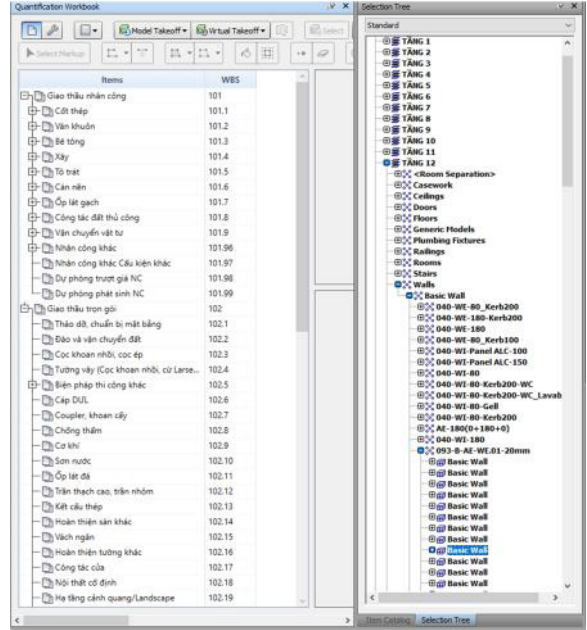 Quantification Workbook
Model Takeoff
Virtual Takeoff
Select
Select Markup
Items WBS
Giao thầu nhân công 101
Cốt thép 101.1
Ván khuôn 101.2
Bê tông 101.3
Xây 101.4
Tô trát 101.5
Cán nền 101.6
Ốp lát gạch 101.7
Công tác đất thủ công 101.8
Vận chuyển vật tư 101.9
Nhân công khác 101.96
Nhân công khác Cấu kiện khác 101.97
Dự phòng trượt giá NC 101.98
Dự phòng phát sinh NC 101.99
Giao thầu trọn gói 102
Tháo dỡ, chuẩn bị mặt bằng 102.1
Đào và vận chuyển đất 102.2
Cọc khoan nhồi, cọc ép 102.3
Tường vây (Cọc khoan nhồi, cừ Larse... 102.4
Biện pháp thi công khác 102.5
Cáp DUL 102.6
Coupler, khoan cấy 102.7
Chống thấm 102.8
Cơ khí 102.9
Sơn nước 102.10
Ốp lát đá 102.11
Trần thạch cao, trần nhôm 102.12
Kết cấu thép 102.13
Hoàn thiện sàn khác 102.14
Vách ngăn 102.15
Hoàn thiện tường khác 102.16
Công tác cửa 102.17
Nội thất cố định 102.18
Hạ tầng cảnh quang/Landscape 102.19
Selection Tree
Standard
TẦNG 1
TẦNG 2
TẦNG 3
TẦNG 4
TẦNG 5
TẦNG 6
TẦNG 7
TẦNG 8
TẦNG 9
TẦNG 10
TẦNG 11
TẦNG 12
<Room Separation>
Casework
Ceilings
Doors
Floors
Generic Models
Plumbing Fixtures
Railings
Rooms
Stairs
Walls
Basic Wall
040-WE-80_Kerb200
040-WE-180-Kerb200
040-WE-180
040-WE-80_Kerb100
040-WI-Panel ALC-100
040-WI-Panel ALC-150
040-WI-80
040-WI-80-Kerb200-WC
040-WI-80-Kerb200-WC_Lavab
040-WI-80-Gell
040-WI-80-Kerb200
AE-180(0+180+0)
040-WI-180
093-B-AE-WE.01-20mm
Basic Wall
Basic Wall
Basic Wall
Basic Wall
Basic Wall
Basic Wall
Basic Wall
Basic Wall
Basic Wall
Basic Wall
Item Catalog
Selection Tree